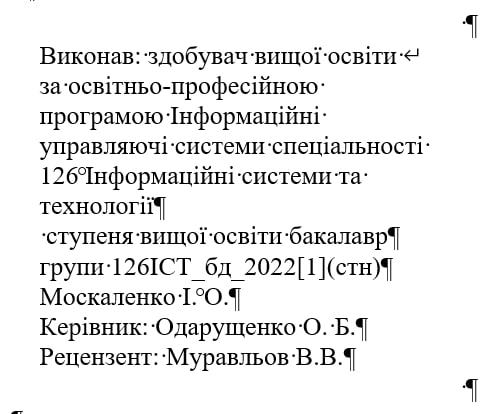 Виконав: здобувач вищої освіти
за освітньо-професійною
програмою Інформаційні
управляючі системи спеціальності
126 Інформаційні системи та
технології
ступеня вищої освіти бакалавр
групи 126ІСТ_бд_2022[1](стн)
Москаленко І. О.
Керівник: Одарущенко О. Б.
Рецензент: Муравльов В.В.